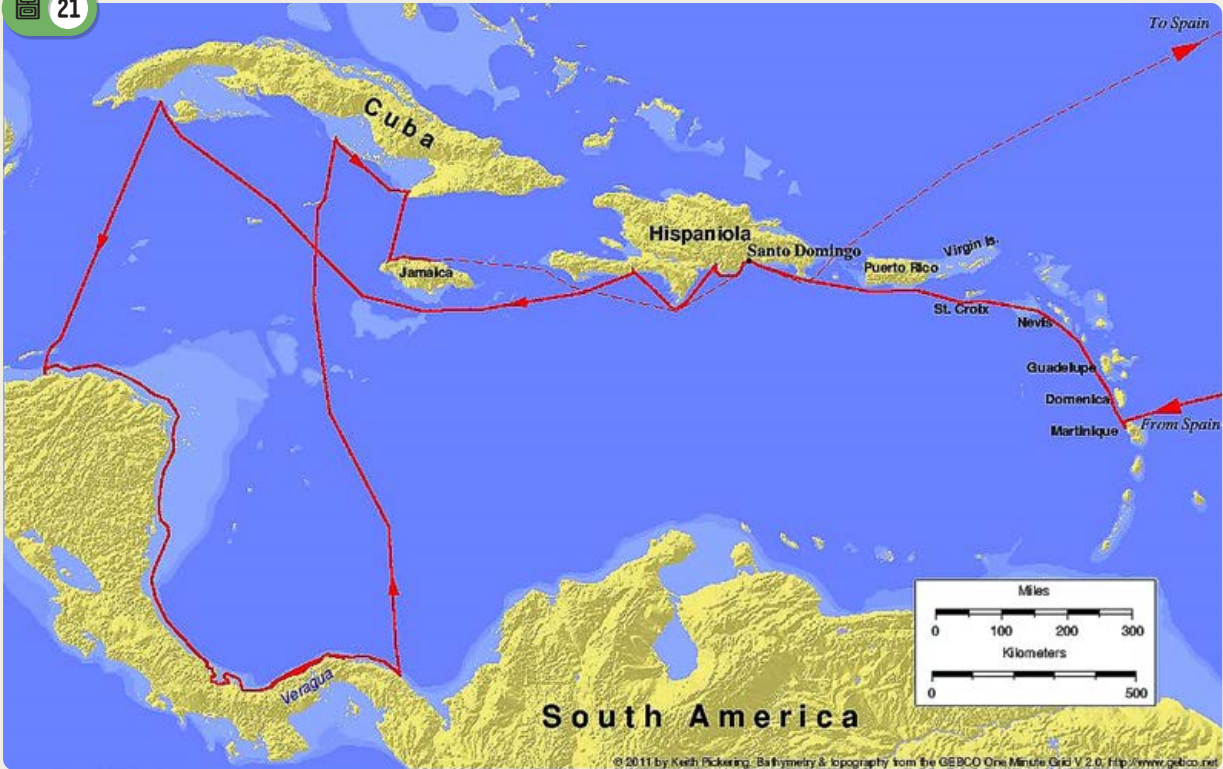 21
To Spain
Cuba
Hispaniola
Santo Domingo
Virgin Is.
Puerto Rico
Jamaica
St. Croix
Nevis
Guadelupe
Domenica
From Spain
Martinique
Miles
0 100 200 300
Kilometers
0 500
Veragua
South America
© 2011 by Keith Pickering. Bathymetry & topography from the GEBCO One Minute Grid V 2.0, http://www.gebco.net